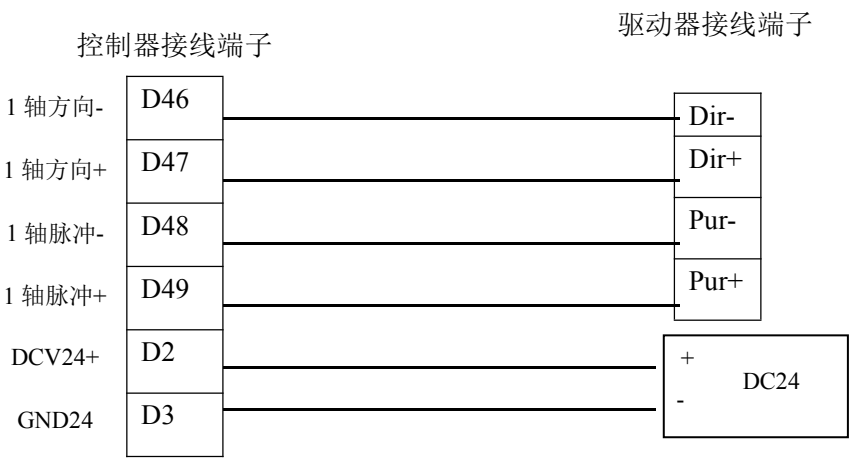 驱动器接线端子
控制器接线端子
1 轴方向- D46 Dir-
1 轴方向+ D47 Dir+
1 轴脉冲- D48 Pur-
1 轴脉冲+ D49 Pur+
DCV24+ D2 + DC24
GND24 D3 -